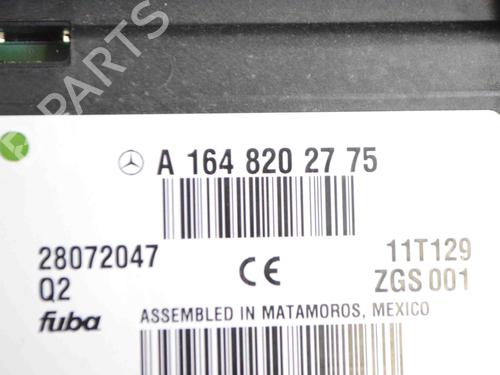 A 164 820 27 75
28072047
11T129
Q2
CE
ZGS 001
fuba
ASSEMBLED IN MATAMOROS, MEXICO
B-PARTS